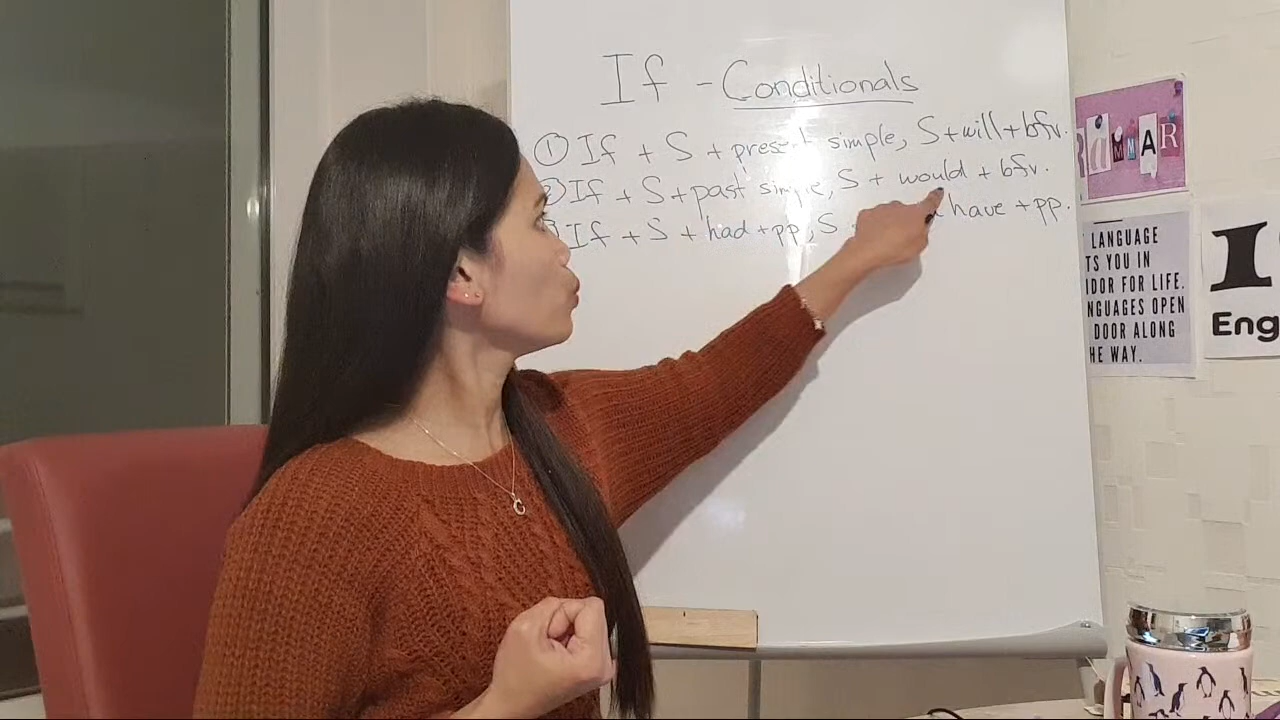 If - Conditionals
① If + S + present simple, S + will + bfv.
② If + S + past simple, S + would + bfv.
If + S + had + pp, S have + pp.
LANGUAGE
TS YOU IN
IDOR FOR LIFE.
NGUAGES OPEN
DOOR ALONG
HE WAY.
I
Eng